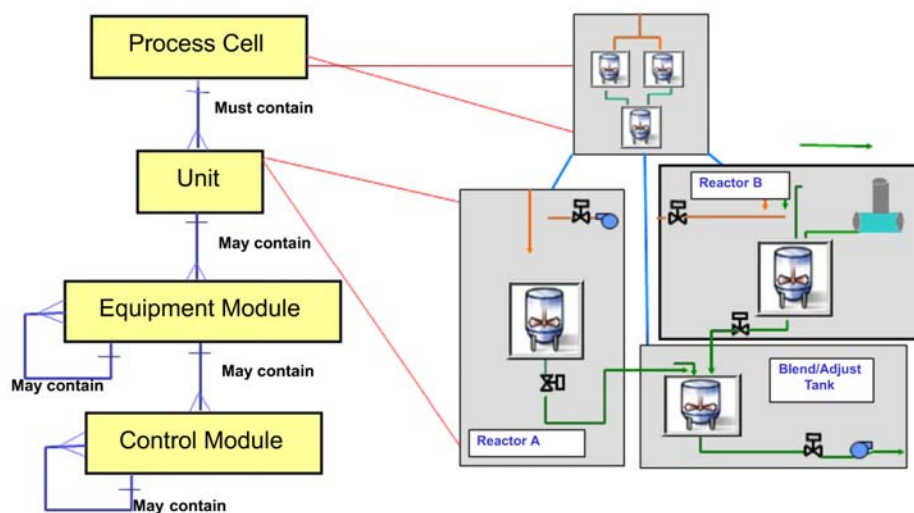 Process Cell
Must contain
Unit
May contain
Equipment Module
May contain
May contain
Control Module
May contain
Reactor B
Reactor A
Blend/Adjust
Tank